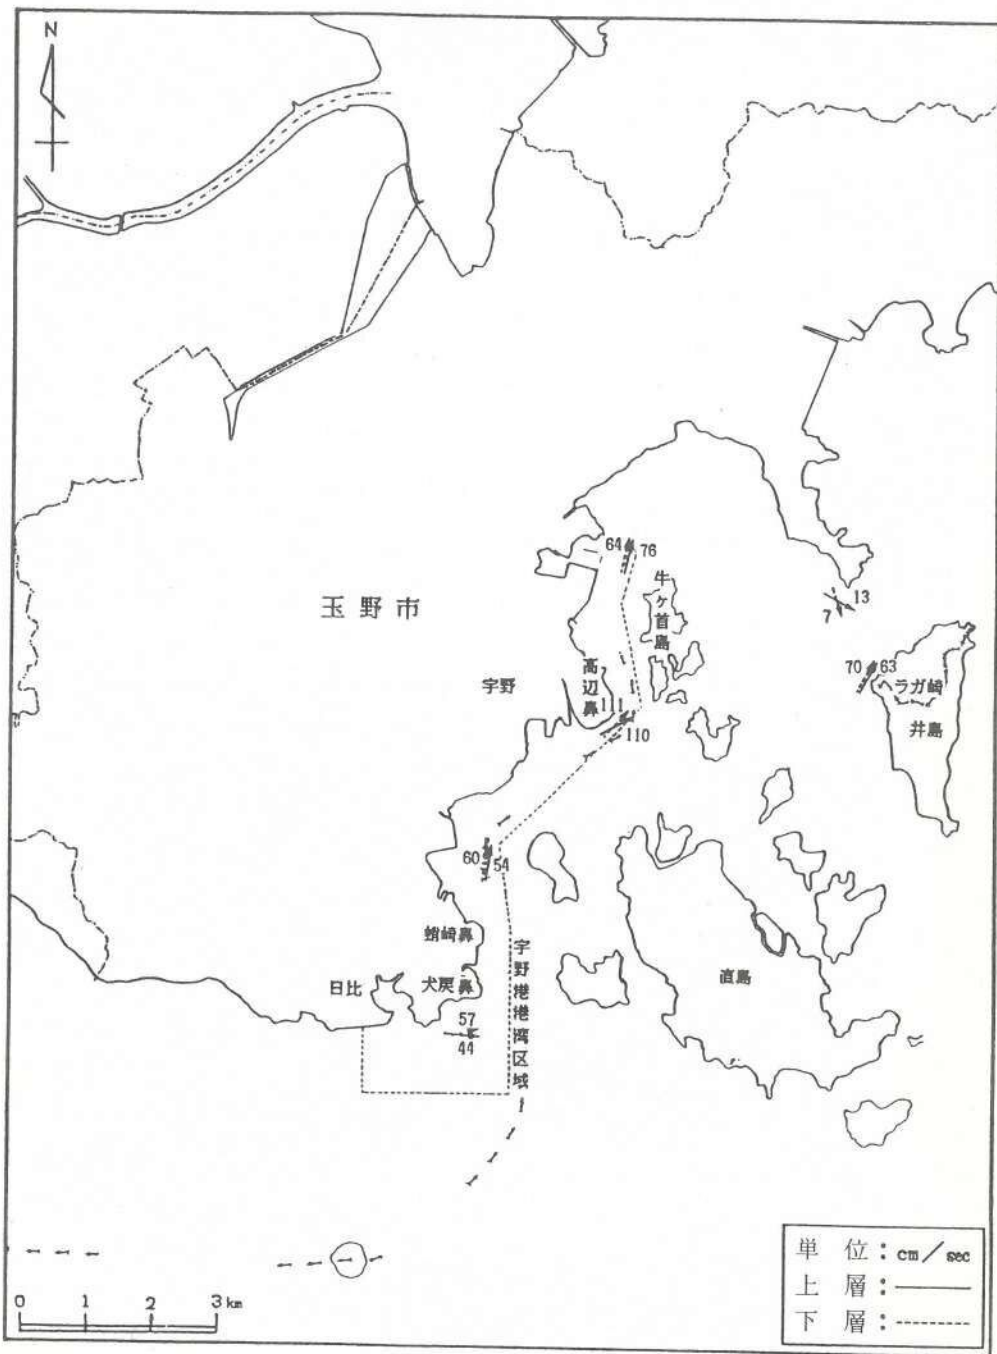 N
64
76
牛ヶ首島
玉野市
13
7
70
63
ヘラガ崎
宇野
高辺鼻
井島
111
110
60
54
蛸崎鼻
宇野港港湾区域
日比
犬戻鼻
直島
57
44
単 位:cm/sec
上 層:
下 層:
0 1 2 3km